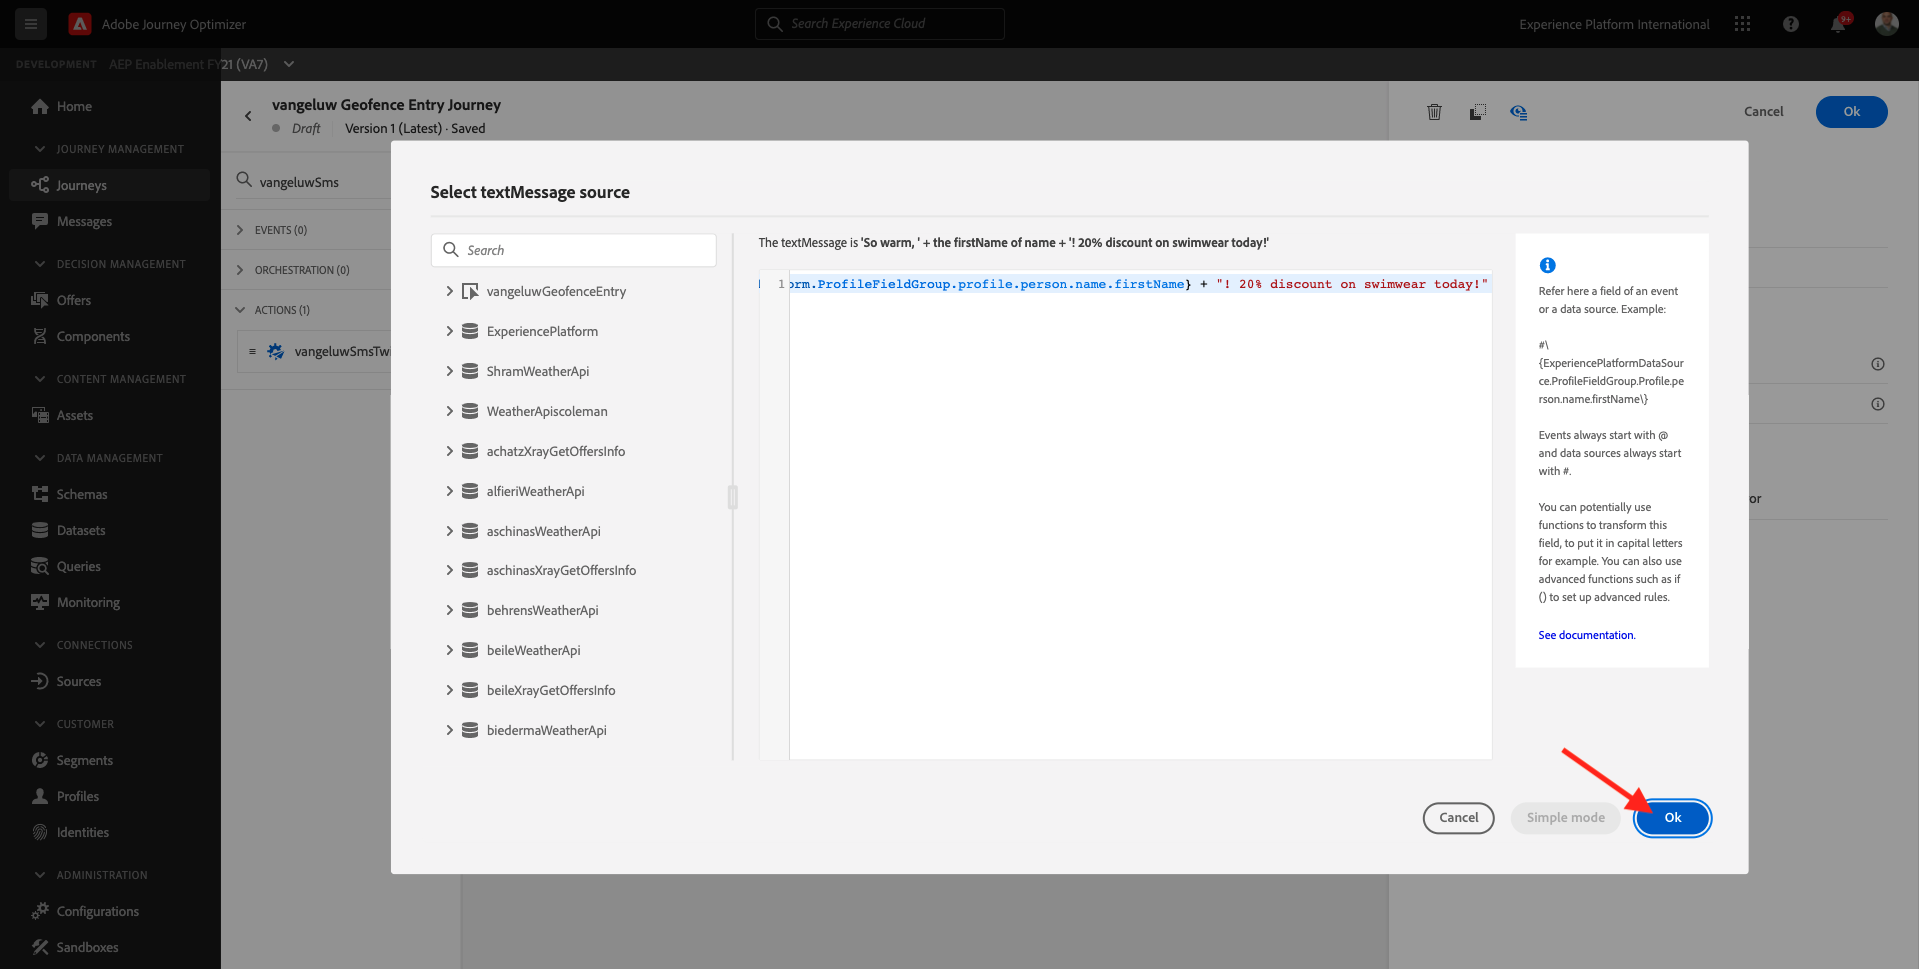 Adobe Journey Optimizer
Search Experience Cloud
Experience Platform International
9+
DEVELOPMENT AEP Enablement FY21 (VA7)
Home
JOURNEY MANAGEMENT
Journeys
Messages
DECISION MANAGEMENT
Offers
Components
CONTENT MANAGEMENT
Assets
DATA MANAGEMENT
Schemas
Datasets
Queries
Monitoring
CONNECTIONS
Sources
CUSTOMER
Segments
Profiles
Identities
ADMINISTRATION
Configurations
Sandboxes
vangeluw Geofence Entry Journey
Draft Version 1 (Latest) · Saved
Cancel Ok
vangeluwSms
EVENTS (0)
ORCHESTRATION (0)
ACTIONS (1)
vangeluwSmsTwi
Select textMessage source
Search
vangeluwGeofenceEntry
ExperiencePlatform
ShramWeatherApi
WeatherApiscoleman
achatzXrayGetOffersInfo
alfieriWeatherApi
aschinasWeatherApi
aschinasXrayGetOffersInfo
behrensWeatherApi
beileWeatherApi
beileXrayGetOffersInfo
biedermaWeatherApi
The textMessage is 'So warm, ' + the firstName of name + '! 20% discount on swimwear today!'
1 orm.ProfileFieldGroup.profile.person.name.firstName} + "! 20% discount on swimwear today!"
Refer here a field of an event
or a data source. Example:
#\
{ExperiencePlatformDataSour
ce.ProfileFieldGroup.Profile.pe
rson.name.firstName\}
Events always start with @
and data sources always start
with #.
You can potentially use
functions to transform this
field, to put it in capital letters
for example. You can also use
advanced functions such as if
() to set up advanced rules.
See documentation.
or
Cancel Simple mode Ok